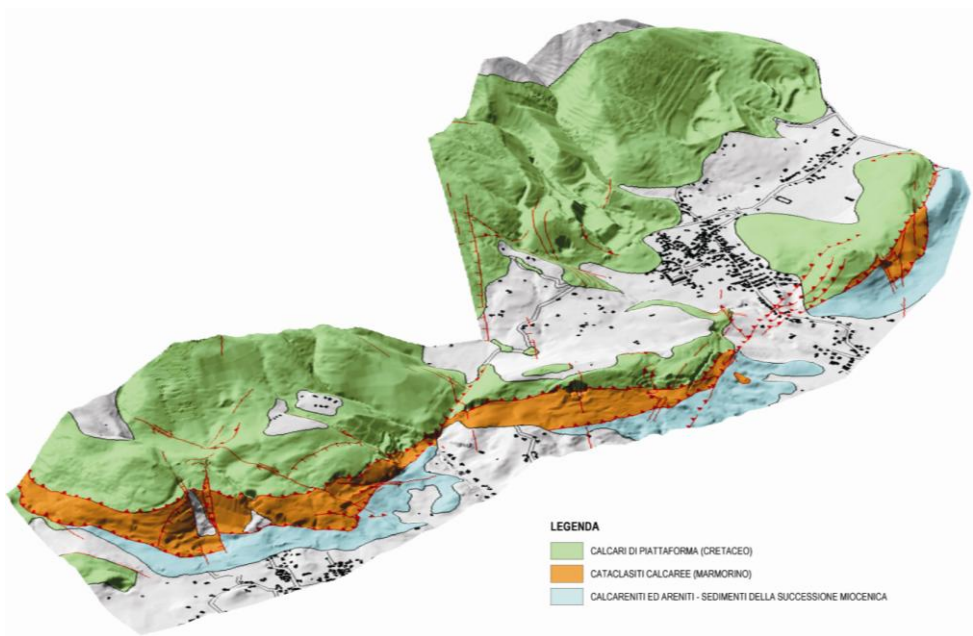 LEGENDA
CALCARI DI PIATTAFORMA (CRETACEO)
CATACLASITI CALCAREE (MARMORINO)
CALCARENITI ED ARENITI - SEDIMENTI DELLA SUCCESSIONE MIOCENICA